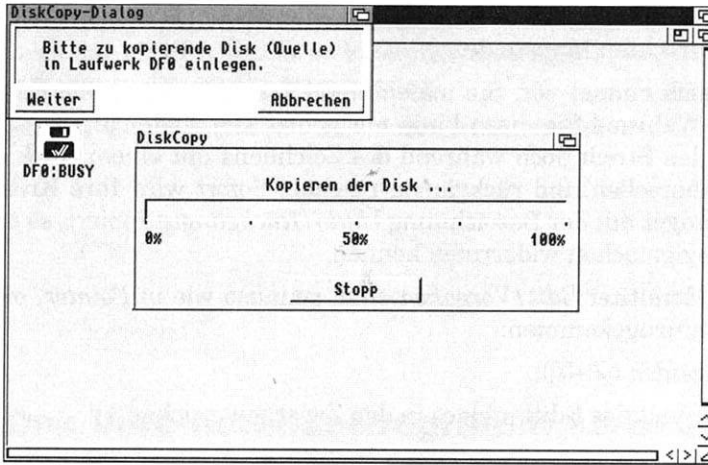 DiskCopy-Dialog
Bitte zu kopierende Disk (Quelle)
in Laufwerk DF0 einlegen.
Weiter Abbrechen
DF0:BUSY
DiskCopy
Kopieren der Disk ...
0% 50% 100%
Stopp